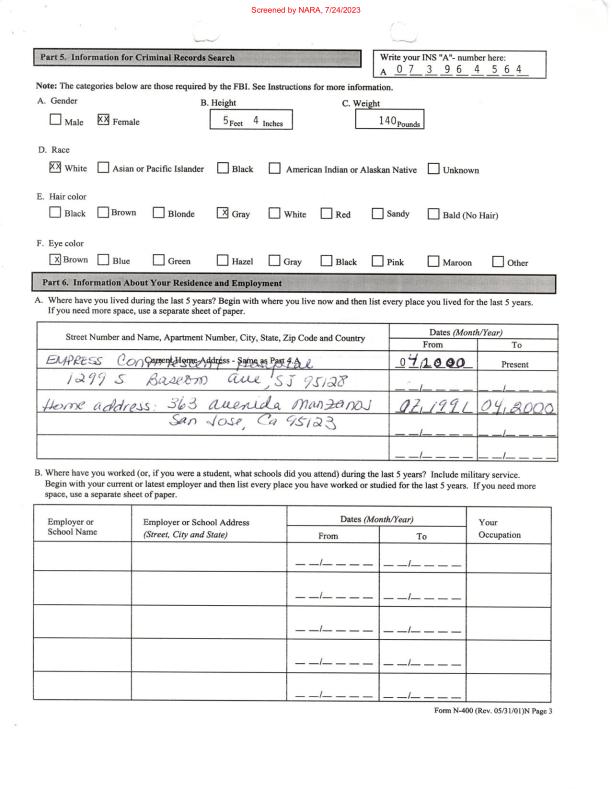 Screened by NARA, 7/24/2023
Part 5. Information for Criminal Records Search
Write your INS "A"- number here:
A 0 7 3 9 6 4 5 6 4
Note: The categories below are those required by the FBI. See Instructions for more information.
A. Gender B. Height C. Weight
Male XX Female 5 Feet 4 Inches 140 Pounds
D. Race
XX White Asian or Pacific Islander Black American Indian or Alaskan Native Unknown
E. Hair color
Black Brown Blonde X Gray White Red Sandy Bald (No Hair)
F. Eye color
X Brown Blue Green Hazel Gray Black Pink Maroon Other
Part 6. Information About Your Residence and Employment
A. Where have you lived during the last 5 years? Begin with where you live now and then list every place you lived for the last 5 years.
If you need more space, use a separate sheet of paper.
Street Number and Name, Apartment Number, City, State, Zip Code and Country
Dates (Month/Year)
From To
EMPRESS Hospital
Current Home Address - Same as Part 4.A
04/2000 Present
1299 S. Bascom Ave, SJ 95128
Home address: 363 Avenida Manzanos 07/1991 04/2000
San Jose, Ca 95123
B. Where have you worked (or, if you were a student, what schools did you attend) during the last 5 years? Include military service.
Begin with your current or latest employer and then list every place you have worked or studied for the last 5 years. If you need more
space, use a separate sheet of paper.
Employer or
School Name
Employer or School Address
(Street, City and State)
Dates (Month/Year)
From To
Your
Occupation
Form N-400 (Rev. 05/31/01)N Page 3